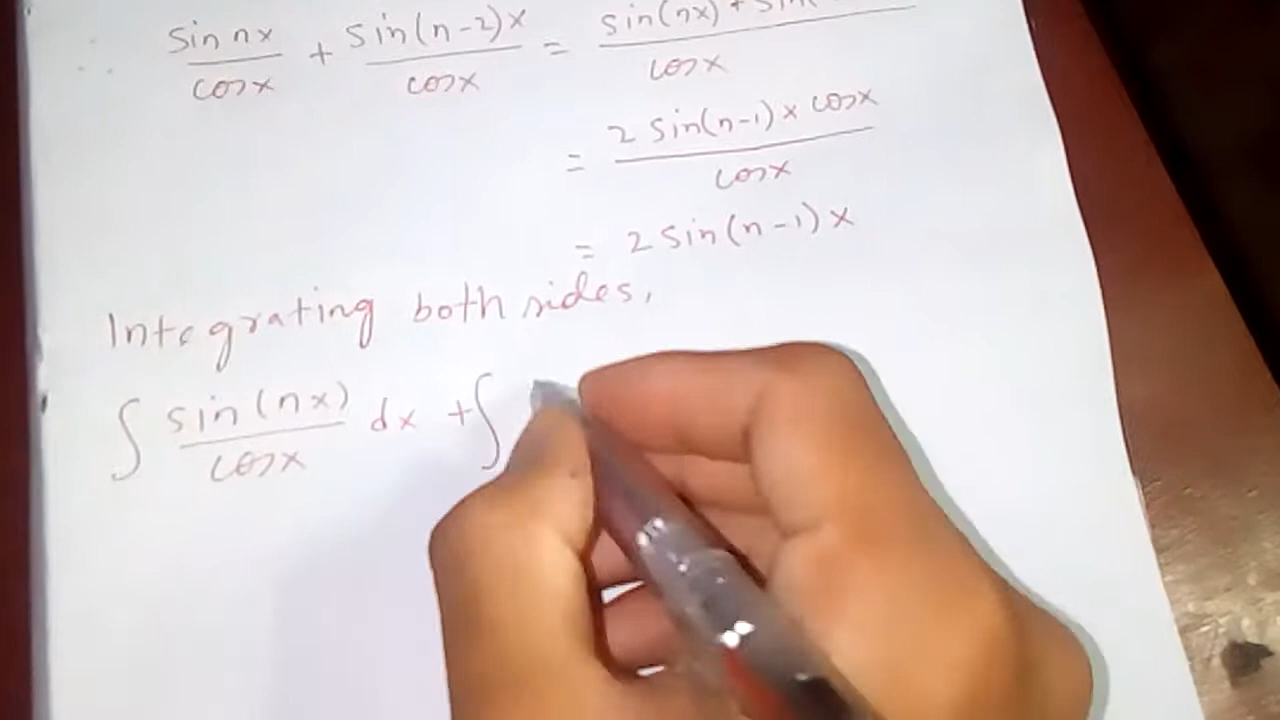 ∴ sin nx / cos x + sin(n-2)x / cos x = sin(nx) + / cos x
= 2 sin(n-1)x cos x / cos x
= 2 sin(n-1)x
Integrating both sides,
∫ sin(nx) / cos x dx + ∫